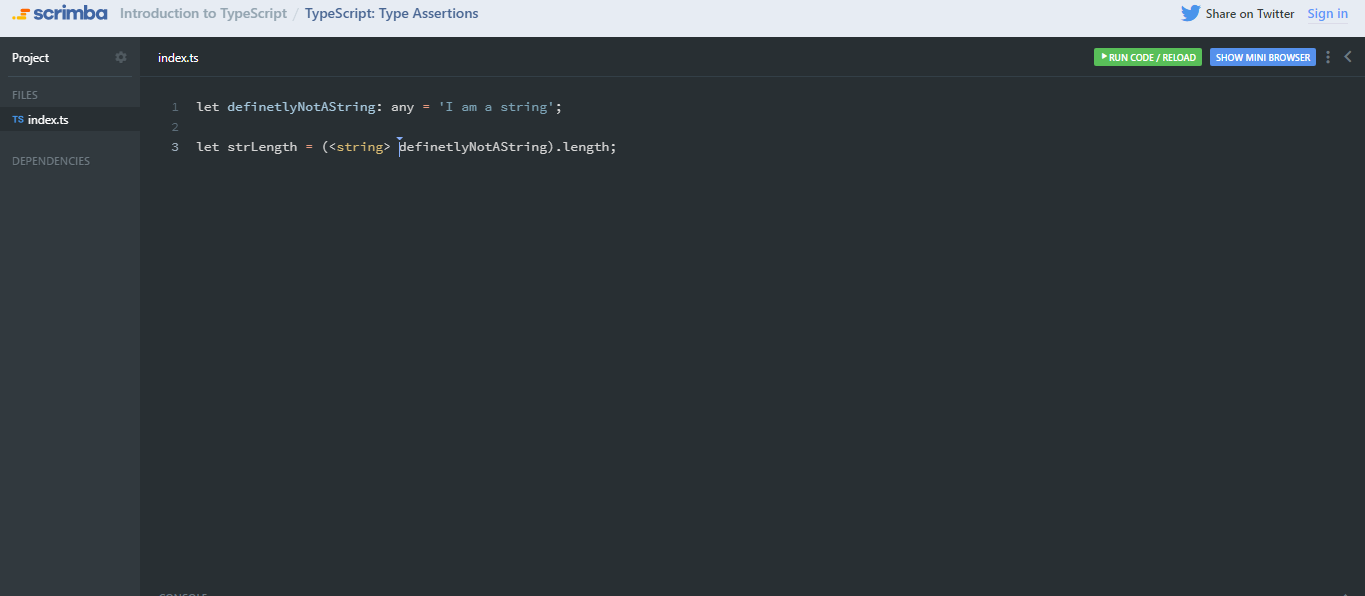 scrimba Introduction to TypeScript / TypeScript: Type Assertions Share on Twitter Sign in
Project
index.ts RUN CODE / RELOAD SHOW MINI BROWSER
FILES
TS index.ts
DEPENDENCIES
1 let definetlyNotAString: any = 'I am a string';
2
3 let strLength = (<string> definetlyNotAString).length;
CONSOLE